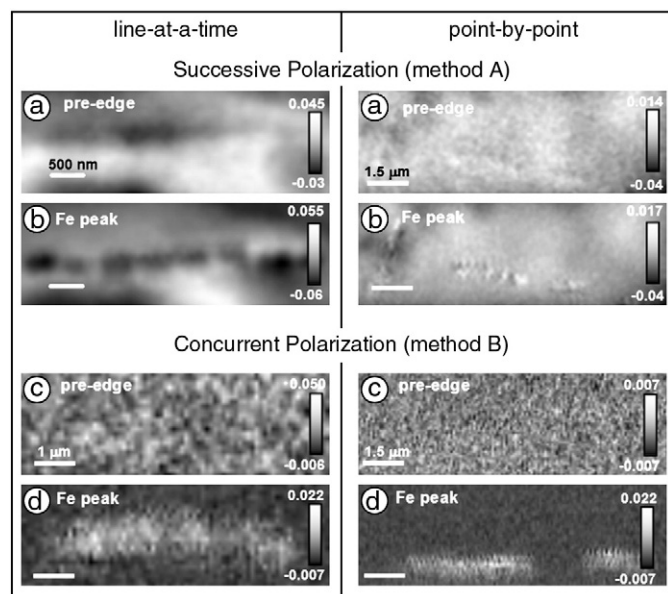 line-at-a-time
point-by-point
Successive Polarization (method A)
a pre-edge 0.045
500 nm
-0.03
a pre-edge 0.014
1.5 µm
-0.04
b Fe peak 0.055
-0.06
b Fe peak 0.017
-0.04
Concurrent Polarization (method B)
c pre-edge 0.050
1 µm
-0.006
c pre-edge 0.007
1.5 µm
-0.007
d Fe peak 0.022
-0.007
d Fe peak 0.022
-0.007